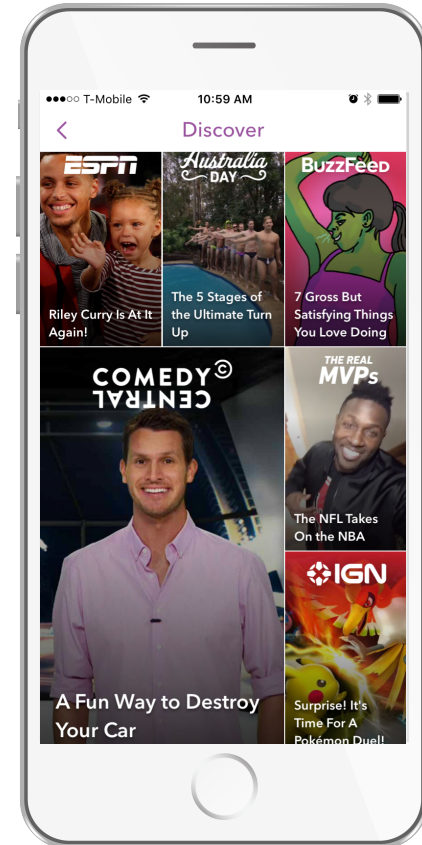 T-Mobile
10:59 AM
Discover
ESPN
Riley Curry Is At It
Again!
Australia
DAY
The 5 Stages of
the Ultimate Turn
Up
BuzzFeed
7 Gross But
Satisfying Things
You Love Doing
COMEDY
CENTRAL
A Fun Way to Destroy
Your Car
THE REAL
MVPs
The NFL Takes
On the NBA
IGN
Surprise! It's
Time For A
Pokémon Duel!